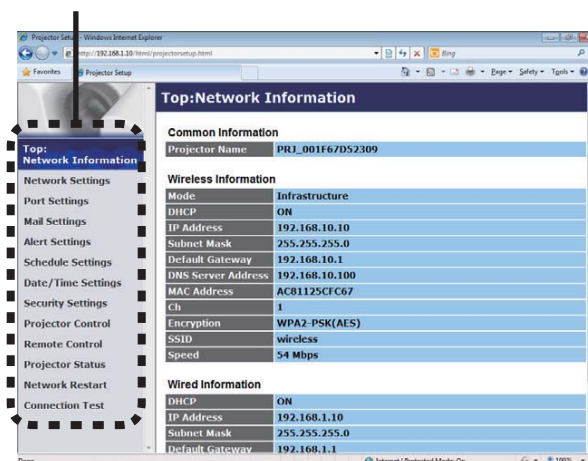 Projector Setup - Windows Internet Explorer
http://192.168.1.10/html/projectorsetup.html
Bing
Favorites Projector Setup Page Safety Tools
Top:Network Information
Top:
Network Information
Network Settings
Port Settings
Mail Settings
Alert Settings
Schedule Settings
Date/Time Settings
Security Settings
Projector Control
Remote Control
Projector Status
Network Restart
Connection Test
Common Information
Projector Name PRJ_001F67D52309
Wireless Information
Mode Infrastructure
DHCP ON
IP Address 192.168.10.10
Subnet Mask 255.255.255.0
Default Gateway 192.168.10.1
DNS Server Address 192.168.10.100
MAC Address AC81125CFC67
Ch 1
Encryption WPA2-PSK(AES)
SSID wireless
Speed 54 Mbps
Wired Information
DHCP ON
IP Address 192.168.1.10
Subnet Mask 255.255.255.0
Default Gateway 192.168.1.1
Done Internet | Protected Mode: On 100%